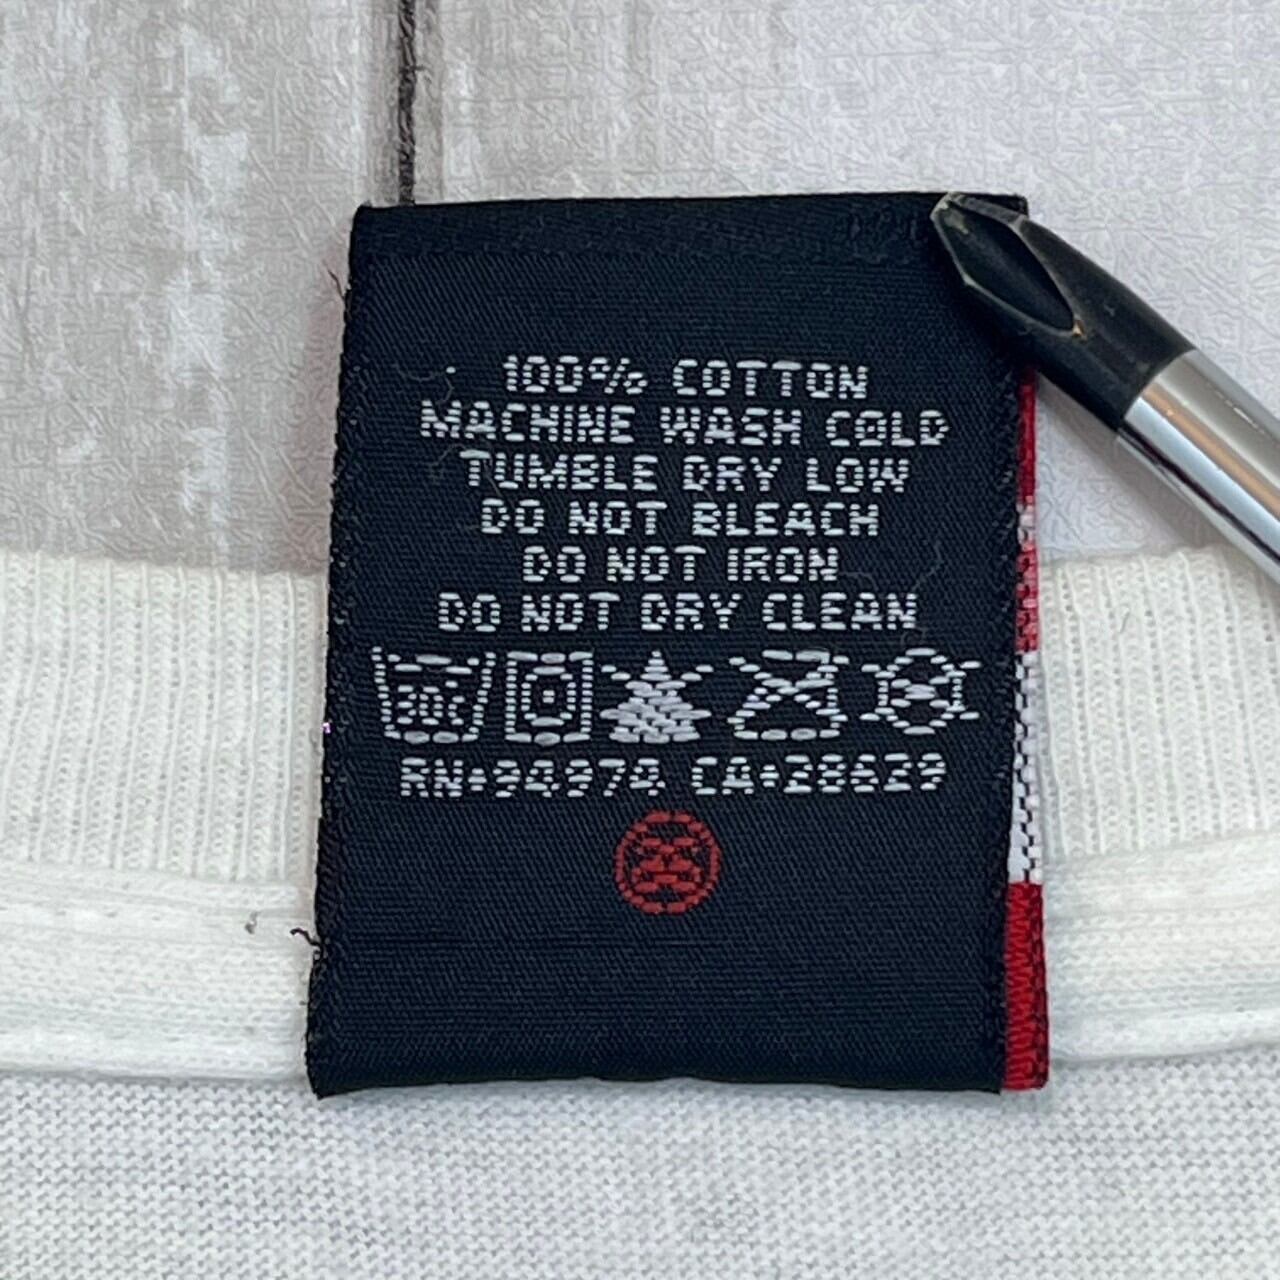 100% COTTON
MACHINE WASH COLD
TUMBLE DRY LOW
DO NOT BLEACH
DO NOT IRON
DO NOT DRY CLEAN
30c
RN•94974 CA•28629